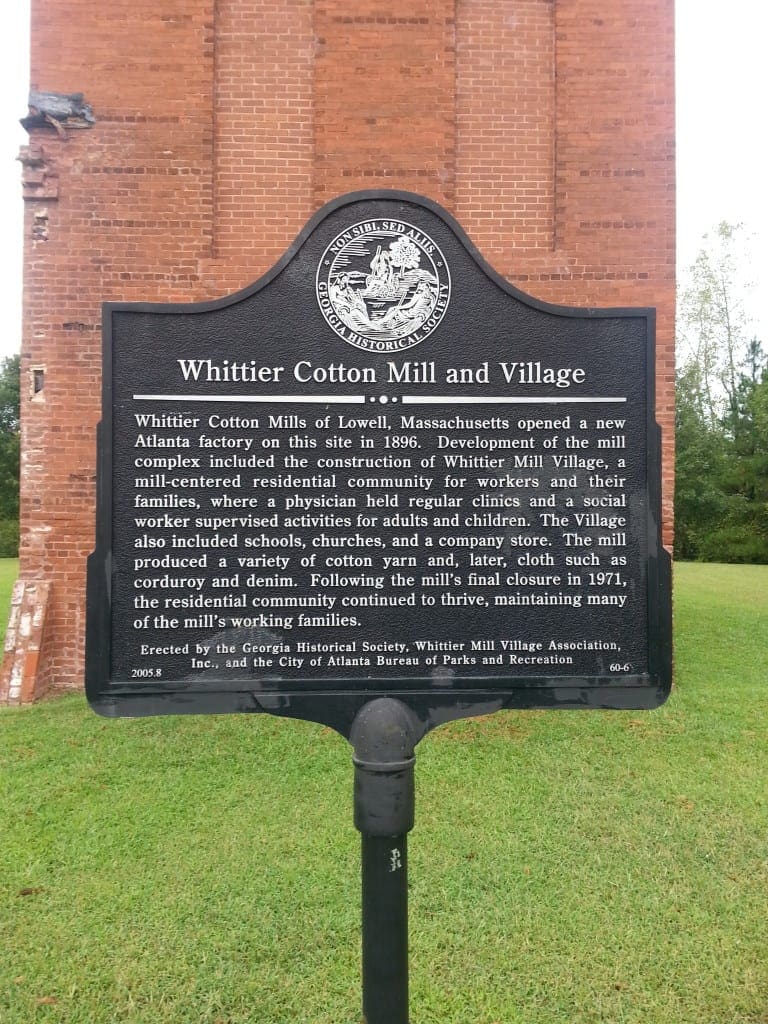 NON SIBI, SED ALIIS.
GEORGIA HISTORICAL SOCIETY
Whittier Cotton Mill and Village
Whittier Cotton Mills of Lowell, Massachusetts opened a new
Atlanta factory on this site in 1896. Development of the mill
complex included the construction of Whittier Mill Village, a
mill-centered residential community for workers and their
families, where a physician held regular clinics and a social
worker supervised activities for adults and children. The Village
also included schools, churches, and a company store. The mill
produced a variety of cotton yarn and, later, cloth such as
corduroy and denim. Following the mill's final closure in 1971,
the residential community continued to thrive, maintaining many
of the mill's working families.
Erected by the Georgia Historical Society, Whittier Mill Village Association,
Inc., and the City of Atlanta Bureau of Parks and Recreation
2005.8 60-6